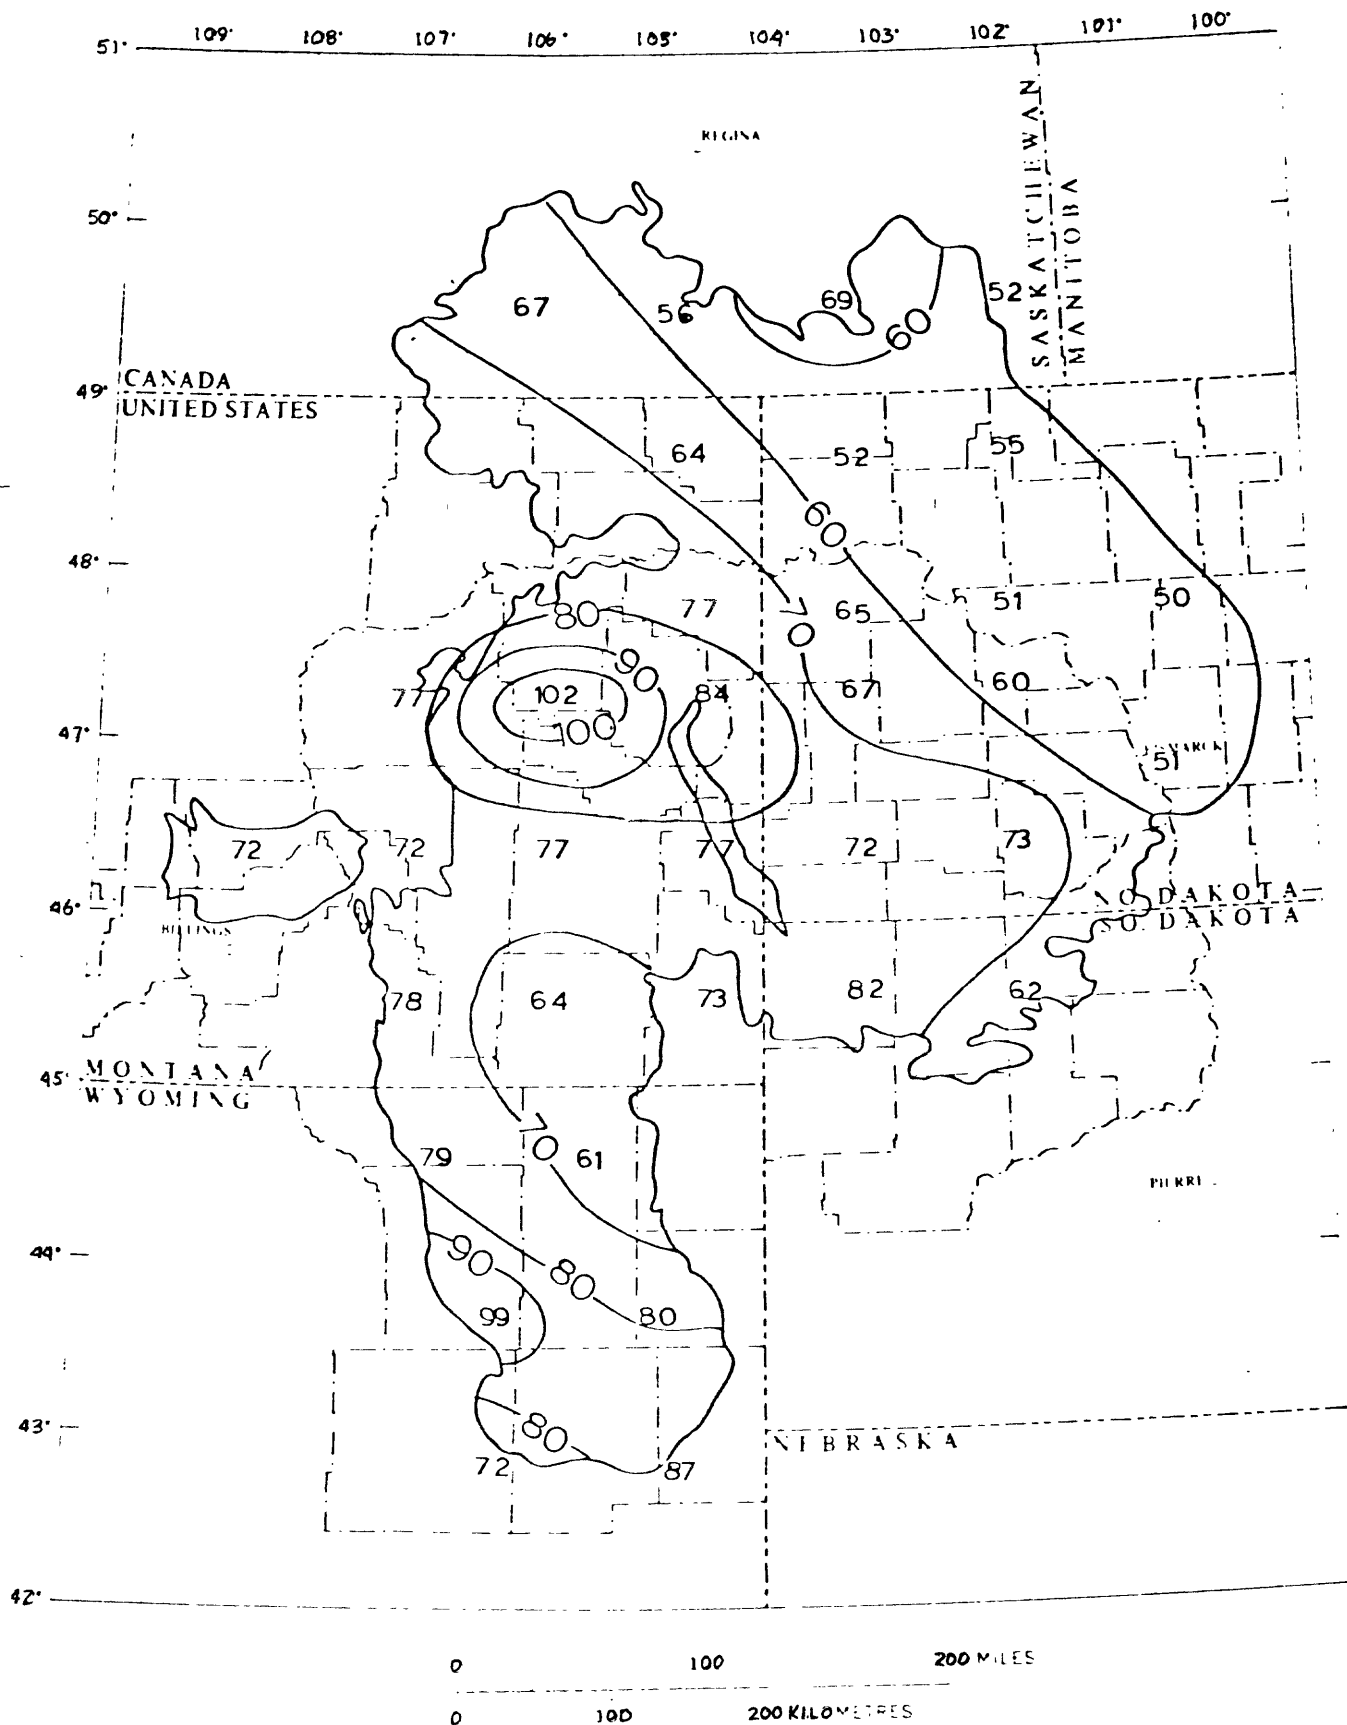 109° 108° 107° 106° 105° 104° 103° 102° 101° 100°
51°
REGINA
SASKATCHEWAN
MANITOBA
50°
67 56 69 60 52
CANADA
49°
UNITED STATES
64 52 55
60
48°
80 77 70 65 51 50
90
77 102 84 67 60
100
47°
51
72 72 77 77 72 73
46°
NO. DAKOTA
SO. DAKOTA
BILLINGS
78 64 73 82 62
45°
MONTANA
WYOMING
70
79 61
PIERRE
44°
90 80
99 80
43°
80
NEBRASKA
72 87
42°
0 100 200 MILES
0 100 200 KILOMETRES